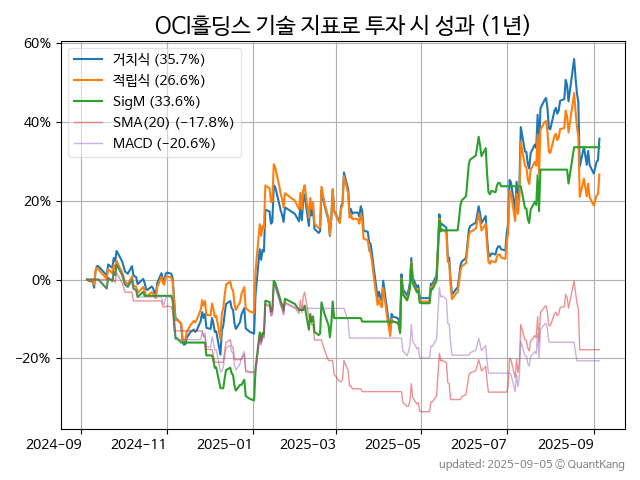 OCI홀딩스 기술 지표로 투자 시 성과 (1년)
60%
40%
20%
0%
−20%
거치식 (35.7%)
적립식 (26.6%)
SigM (33.6%)
SMA(20) (−17.8%)
MACD (−20.6%)
2024-09
2024-11
2025-01
2025-03
2025-05
2025-07
2025-09
updated: 2025-09-05 © QuantKang